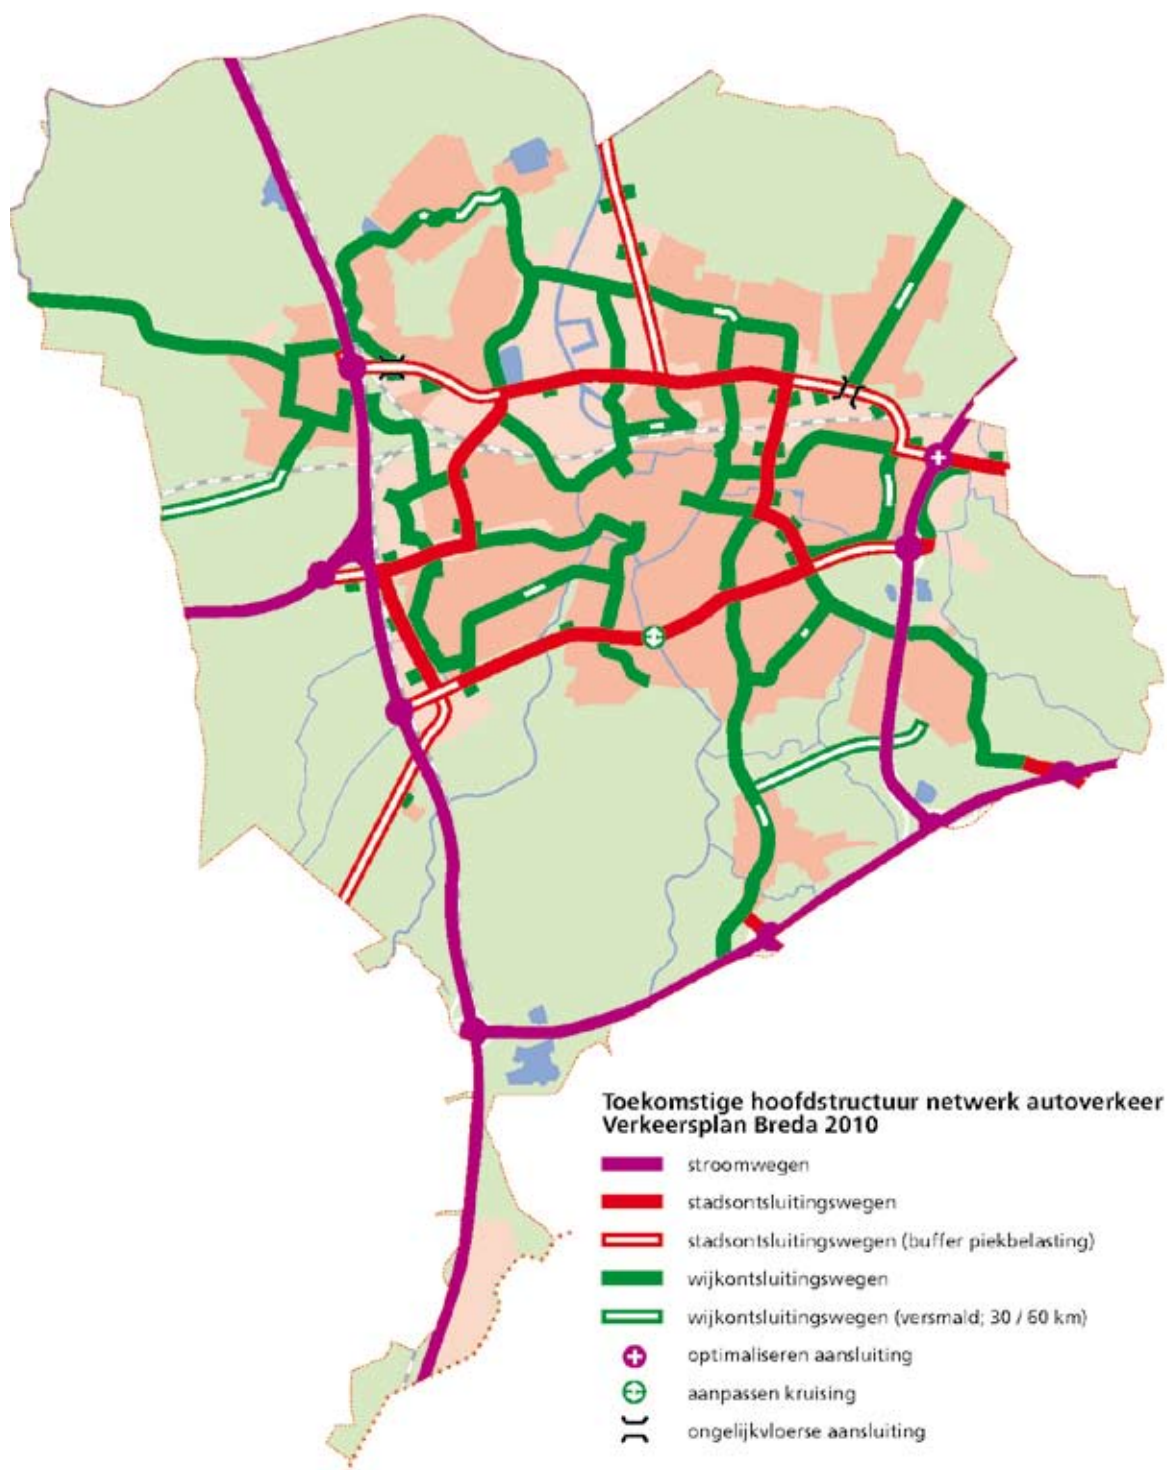 Toekomstige hoofdstructuur netwerk autoverkeer
Verkeersplan Breda 2010
stroomwegen
stadsontsluitingswegen
stadsontsluitingswegen (buffer piekbelasting)
wijkontsluitingswegen
wijkontsluitingswegen (versmald; 30 / 60 km)
optimaliseren aansluiting
aanpassen kruising
ongelijkvloerse aansluiting